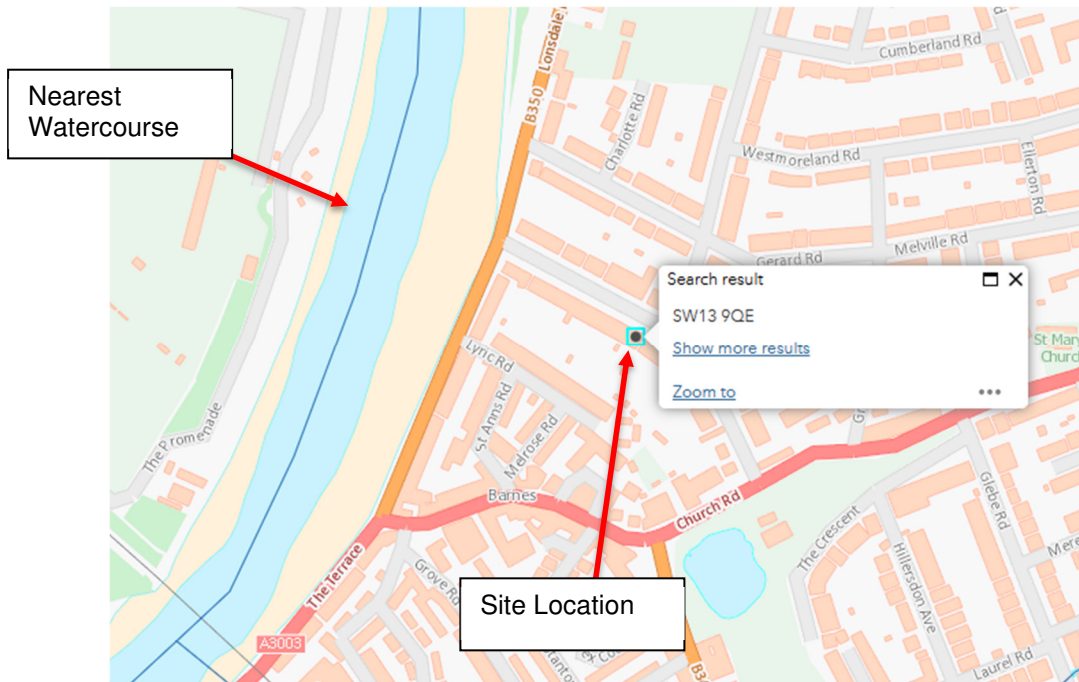 Nearest
Watercourse
B350
Lonsdale
Cumberland Rd
Charlotte Rd
Westmoreland Rd
Ellerton Rd
Melville Rd
Gerard Rd
Search result
SW13 9QE
Show more results
Zoom to
St Mary
Church
Lyric Rd
St Anns Rd
Melrose Rd
The Promenade
Barnes
Church Rd
The Crescent
Glebe Rd
Hillersdon Ave
The Terrace
Grove Rd
Site Location
A3003
Laurel Rd